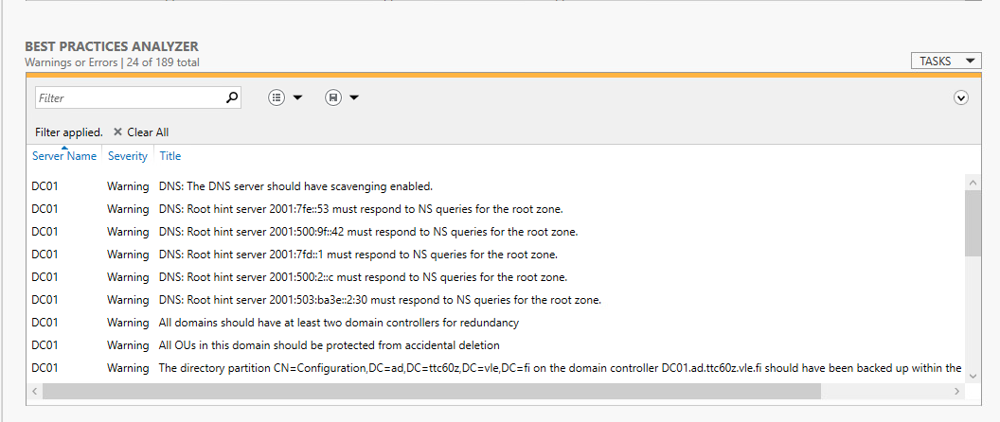 BEST PRACTICES ANALYZER
Warnings or Errors | 24 of 189 total
TASKS
Filter
Filter applied. Clear All
Server Name Severity Title
DC01 Warning DNS: The DNS server should have scavenging enabled.
DC01 Warning DNS: Root hint server 2001:7fe::53 must respond to NS queries for the root zone.
DC01 Warning DNS: Root hint server 2001:500:9f::42 must respond to NS queries for the root zone.
DC01 Warning DNS: Root hint server 2001:7fd::1 must respond to NS queries for the root zone.
DC01 Warning DNS: Root hint server 2001:500:2::c must respond to NS queries for the root zone.
DC01 Warning DNS: Root hint server 2001:503:ba3e::2:30 must respond to NS queries for the root zone.
DC01 Warning All domains should have at least two domain controllers for redundancy
DC01 Warning All OUs in this domain should be protected from accidental deletion
DC01 Warning The directory partition CN=Configuration,DC=ad,DC=ttc60z,DC=vle,DC=fi on the domain controller DC01.ad.ttc60z.vle.fi should have been backed up within the